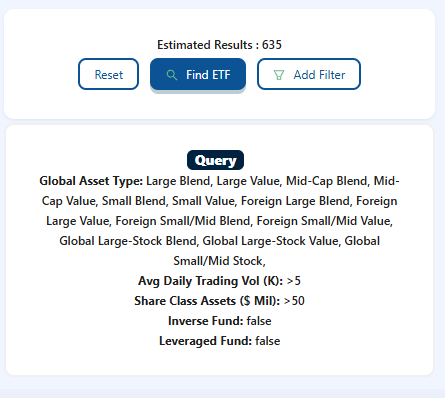 Estimated Results : 635
Reset
Find ETF
Add Filter
Query
Global Asset Type: Large Blend, Large Value, Mid-Cap Blend, Mid-
Cap Value, Small Blend, Small Value, Foreign Large Blend, Foreign
Large Value, Foreign Small/Mid Blend, Foreign Small/Mid Value,
Global Large-Stock Blend, Global Large-Stock Value, Global
Small/Mid Stock,
Avg Daily Trading Vol (K): >5
Share Class Assets ($ Mil): >50
Inverse Fund: false
Leveraged Fund: false